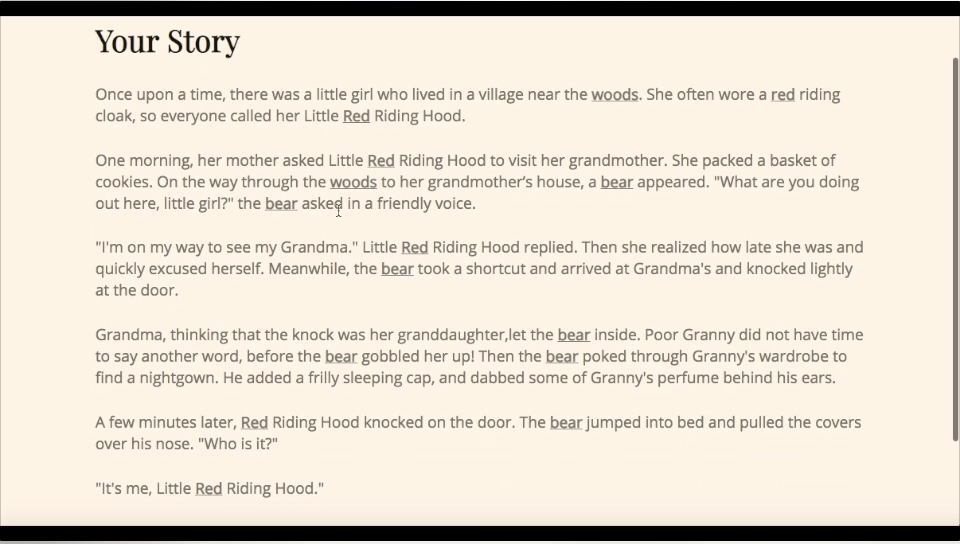 Your Story
Once upon a time, there was a little girl who lived in a village near the woods. She often wore a red riding
cloak, so everyone called her Little Red Riding Hood.
One morning, her mother asked Little Red Riding Hood to visit her grandmother. She packed a basket of
cookies. On the way through the woods to her grandmother’s house, a bear appeared. "What are you doing
out here, little girl?" the bear asked in a friendly voice.
"I'm on my way to see my Grandma." Little Red Riding Hood replied. Then she realized how late she was and
quickly excused herself. Meanwhile, the bear took a shortcut and arrived at Grandma's and knocked lightly
at the door.
Grandma, thinking that the knock was her granddaughter,let the bear inside. Poor Granny did not have time
to say another word, before the bear gobbled her up! Then the bear poked through Granny's wardrobe to
find a nightgown. He added a frilly sleeping cap, and dabbed some of Granny's perfume behind his ears.
A few minutes later, Red Riding Hood knocked on the door. The bear jumped into bed and pulled the covers
over his nose. "Who is it?"
"It's me, Little Red Riding Hood."